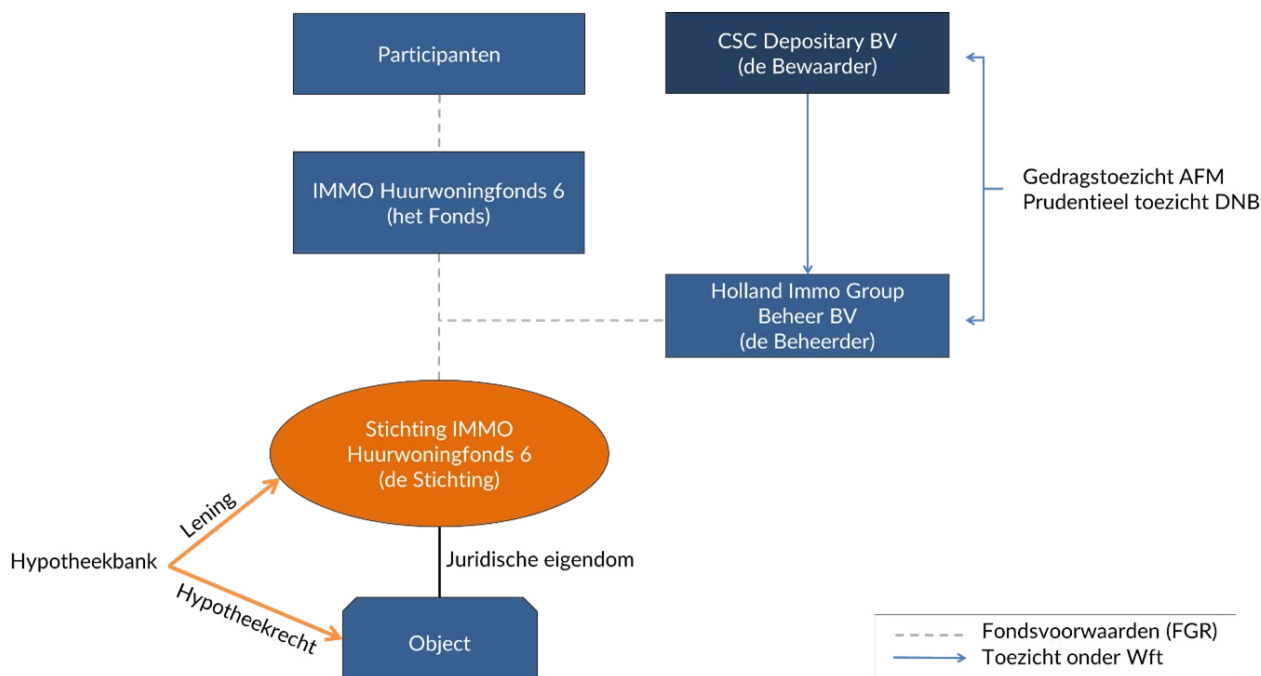 Participanten
CSC Depositary BV
(de Bewaarder)
IMMO Huurwoningfonds 6
(het Fonds)
Gedragstoezicht AFM
Prudentieel toezicht DNB
Holland Immo Group
Beheer BV
(de Beheerder)
Stichting IMMO
Huurwoningfonds 6
(de Stichting)
Lening
Hypotheekbank
Juridische eigendom
Hypotheekrecht
Object
Fondsvoorwaarden (FGR)
Toezicht onder Wft